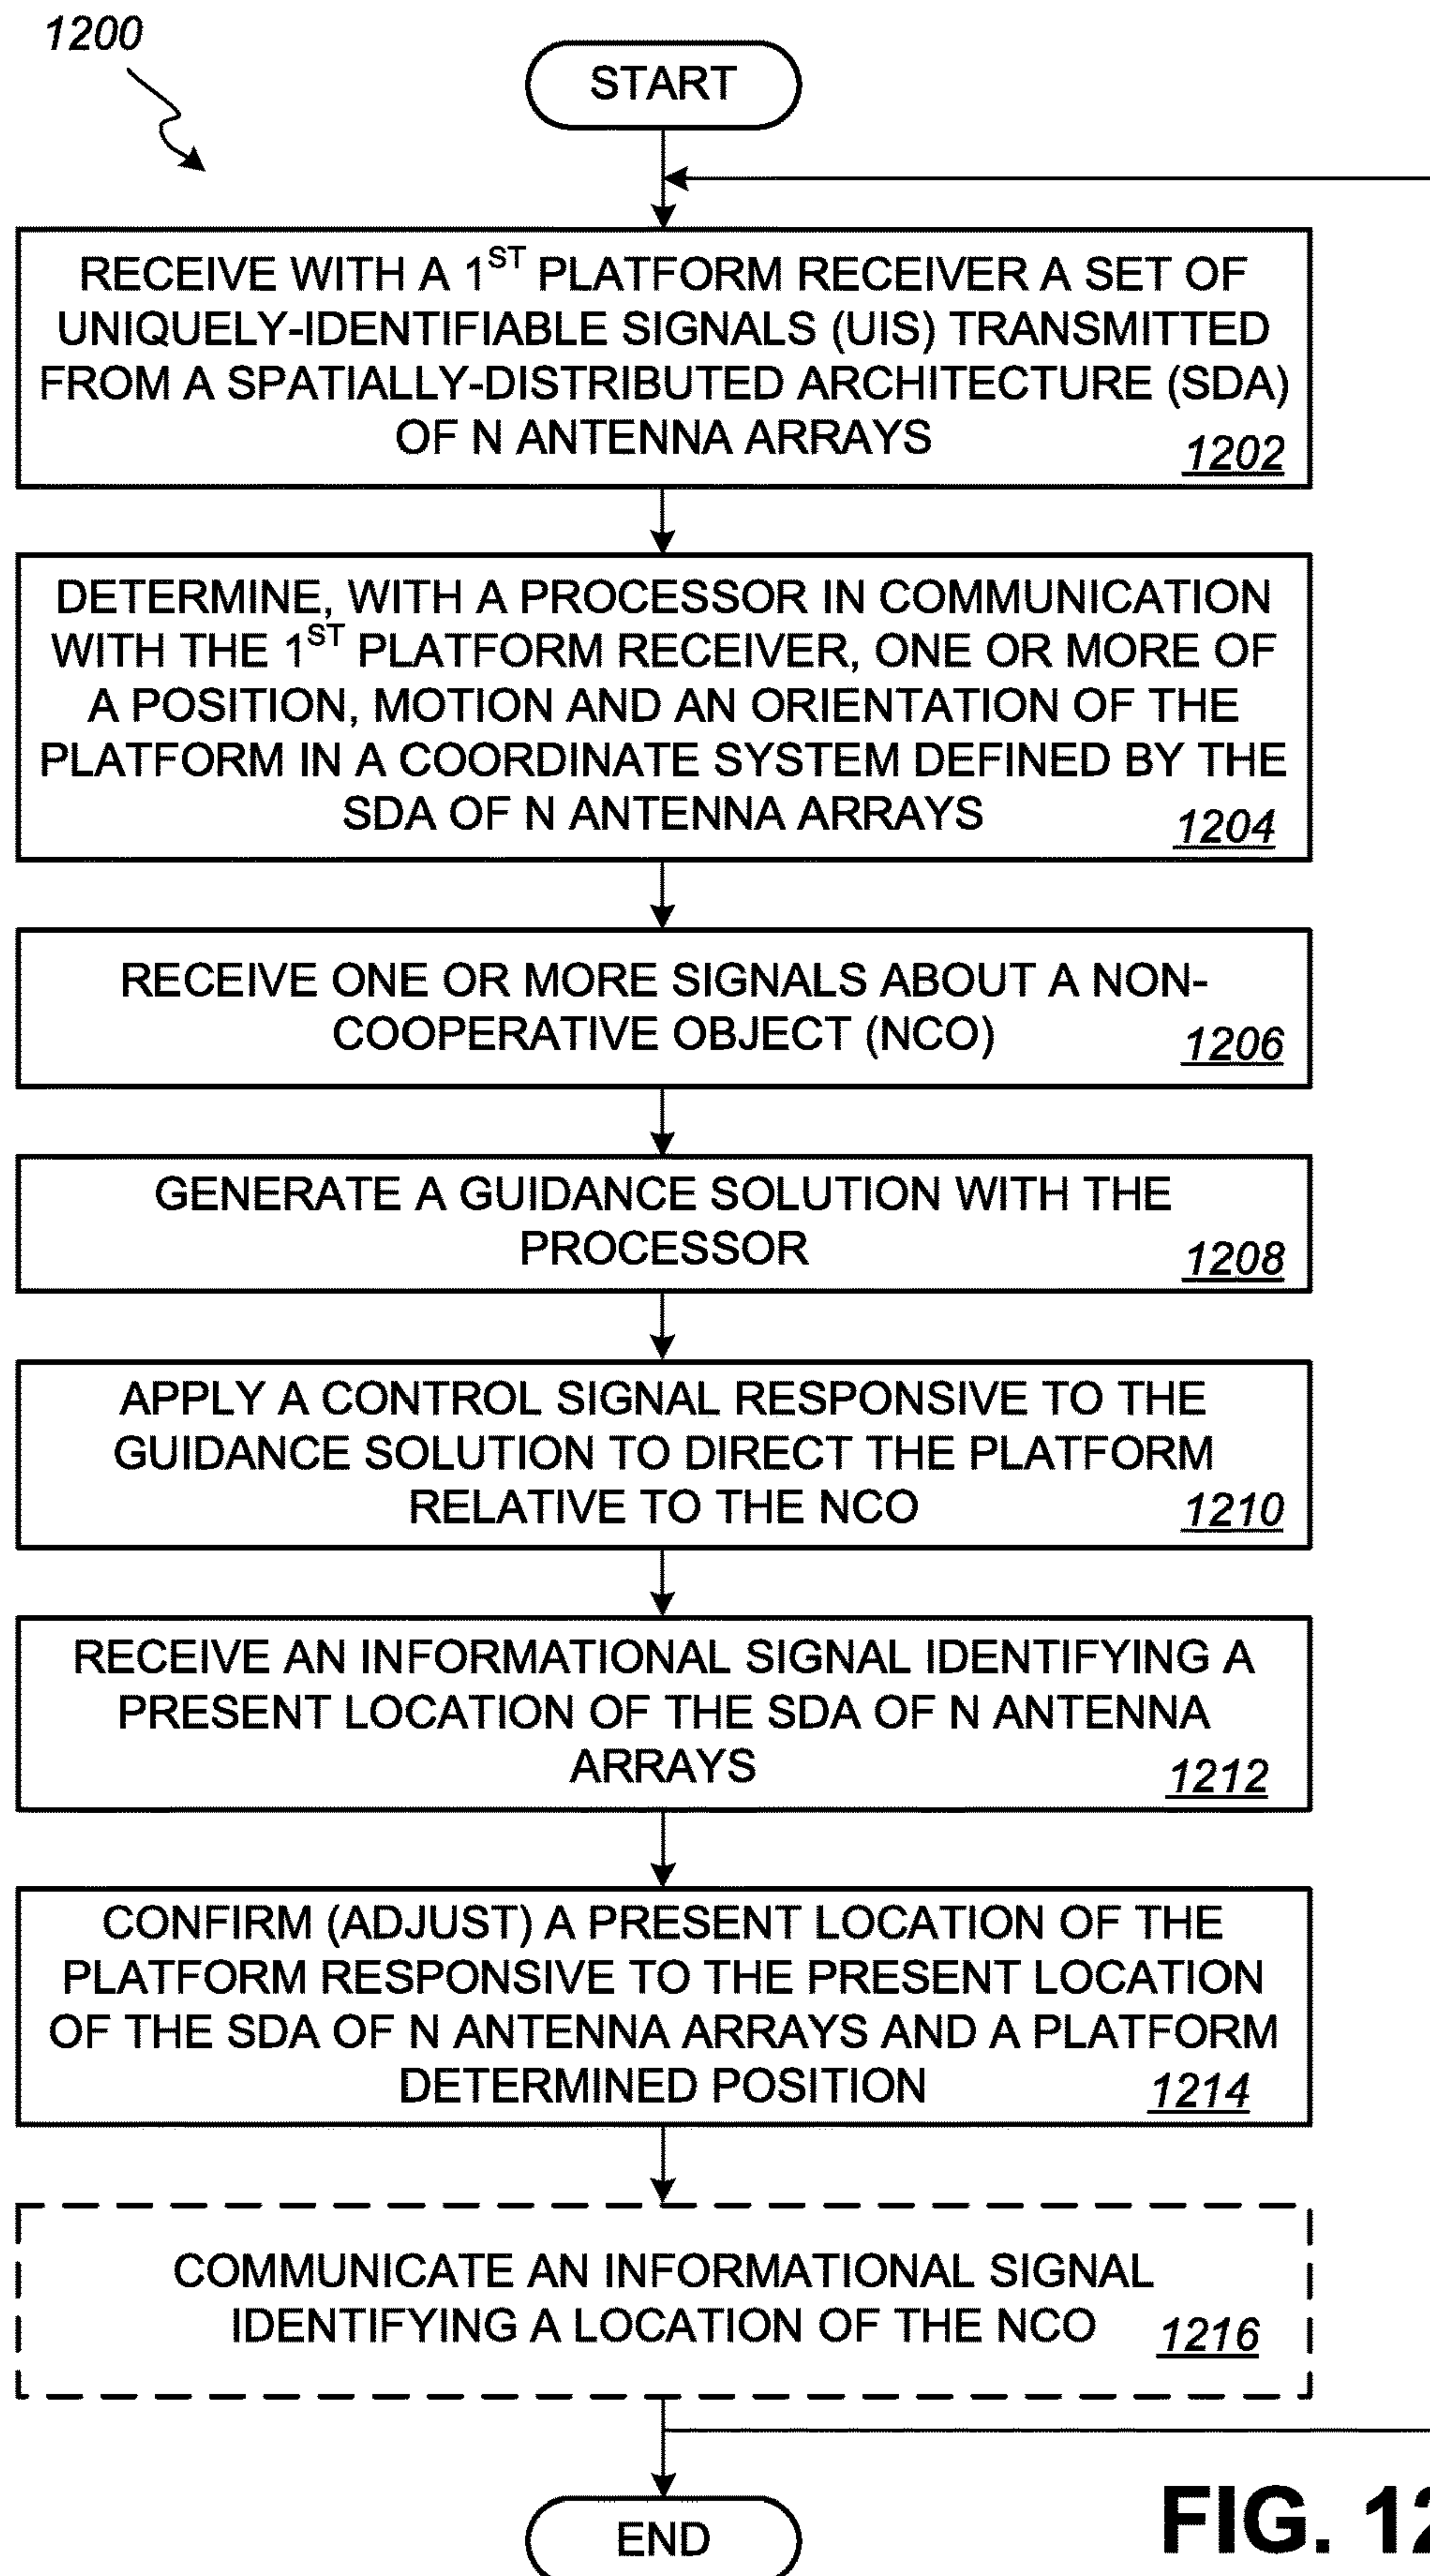 1200
START
RECEIVE WITH A 1ST PLATFORM RECEIVER A SET OF
UNIQUELY-IDENTIFIABLE SIGNALS (UIS) TRANSMITTED
FROM A SPATIALLY-DISTRIBUTED ARCHITECTURE (SDA)
OF N ANTENNA ARRAYS
1202
DETERMINE, WITH A PROCESSOR IN COMMUNICATION
WITH THE 1ST PLATFORM RECEIVER, ONE OR MORE OF
A POSITION, MOTION AND AN ORIENTATION OF THE
PLATFORM IN A COORDINATE SYSTEM DEFINED BY THE
SDA OF N ANTENNA ARRAYS
1204
RECEIVE ONE OR MORE SIGNALS ABOUT A NON-
COOPERATIVE OBJECT (NCO)
1206
GENERATE A GUIDANCE SOLUTION WITH THE
PROCESSOR
1208
APPLY A CONTROL SIGNAL RESPONSIVE TO THE
GUIDANCE SOLUTION TO DIRECT THE PLATFORM
RELATIVE TO THE NCO
1210
RECEIVE AN INFORMATIONAL SIGNAL IDENTIFYING A
PRESENT LOCATION OF THE SDA OF N ANTENNA
ARRAYS
1212
CONFIRM (ADJUST) A PRESENT LOCATION OF THE
PLATFORM RESPONSIVE TO THE PRESENT LOCATION
OF THE SDA OF N ANTENNA ARRAYS AND A PLATFORM
DETERMINED POSITION
1214
COMMUNICATE AN INFORMATIONAL SIGNAL
IDENTIFYING A LOCATION OF THE NCO
1216
END
FIG. 12